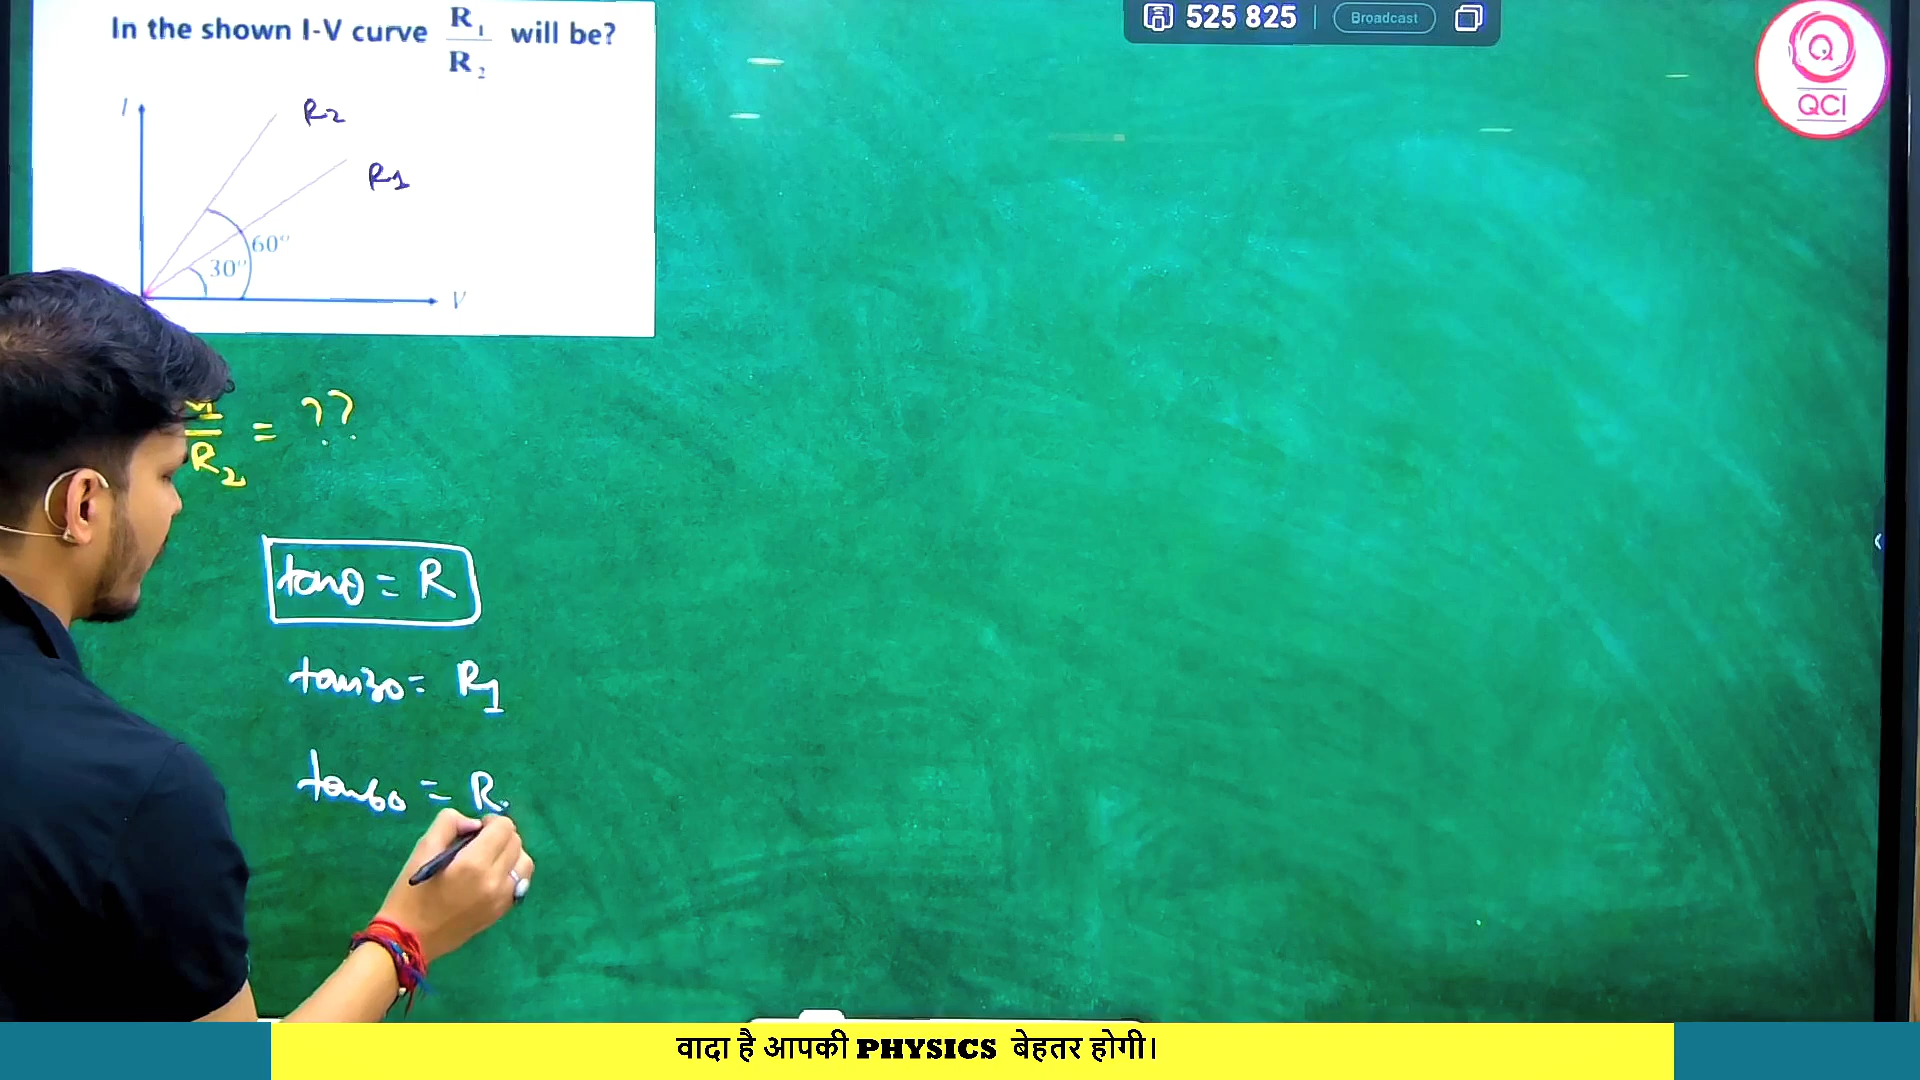 In the shown I-V curve R₁/R₂ will be?
I
R2
R1
60°
30°
V
R₂ = ??
tanθ = R
tan30 = R1
tan60 = R
525 825 | Broadcast
QCI
वादा है आपकी PHYSICS बेहतर होगी।